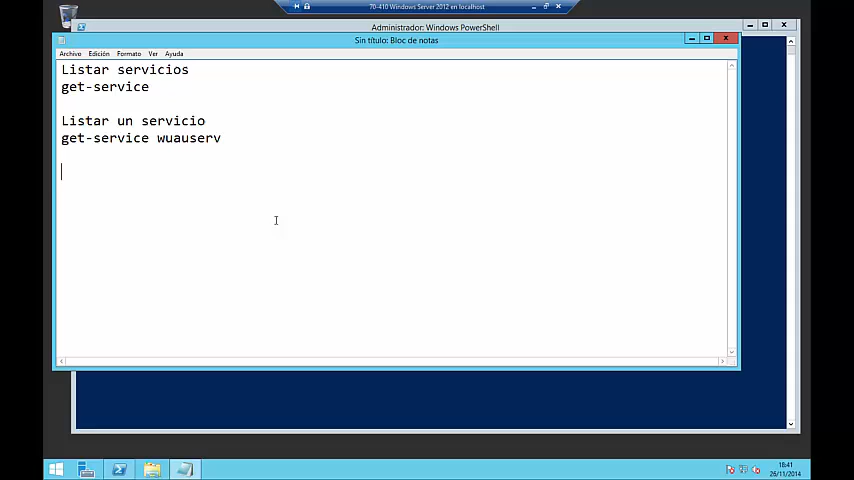 70-410 Windows Server 2012 en localhost
Administrador: Windows PowerShell
Sin título: Bloc de notas
Archivo Edición Formato Ver Ayuda
Listar servicios
get-service
Listar un servicio
get-service wuauserv
18:41
26/11/2014